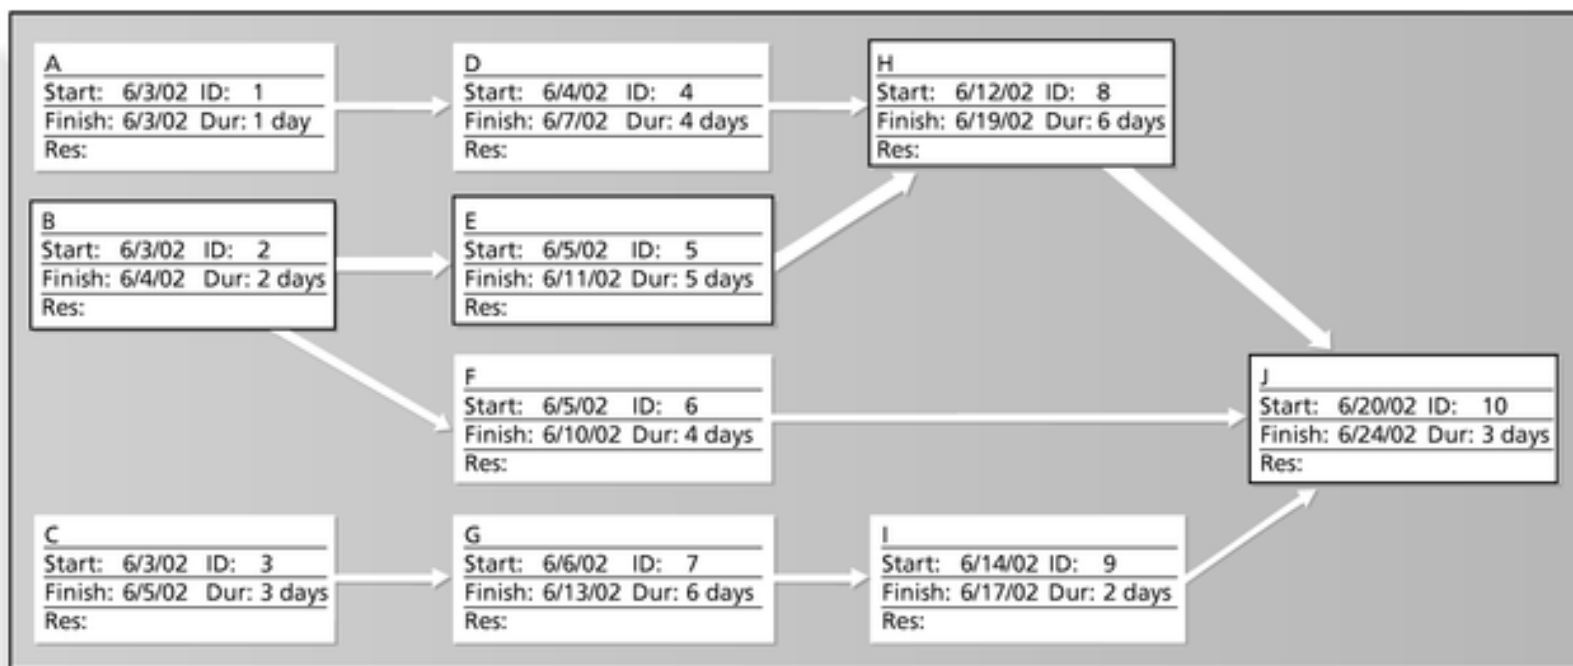 A
Start: 6/3/02 ID: 1
Finish: 6/3/02 Dur: 1 day
Res:
D
Start: 6/4/02 ID: 4
Finish: 6/7/02 Dur: 4 days
Res:
H
Start: 6/12/02 ID: 8
Finish: 6/19/02 Dur: 6 days
Res:
B
Start: 6/3/02 ID: 2
Finish: 6/4/02 Dur: 2 days
Res:
E
Start: 6/5/02 ID: 5
Finish: 6/11/02 Dur: 5 days
Res:
F
Start: 6/5/02 ID: 6
Finish: 6/10/02 Dur: 4 days
Res:
J
Start: 6/20/02 ID: 10
Finish: 6/24/02 Dur: 3 days
Res:
C
Start: 6/3/02 ID: 3
Finish: 6/5/02 Dur: 3 days
Res:
G
Start: 6/6/02 ID: 7
Finish: 6/13/02 Dur: 6 days
Res:
I
Start: 6/14/02 ID: 9
Finish: 6/17/02 Dur: 2 days
Res: